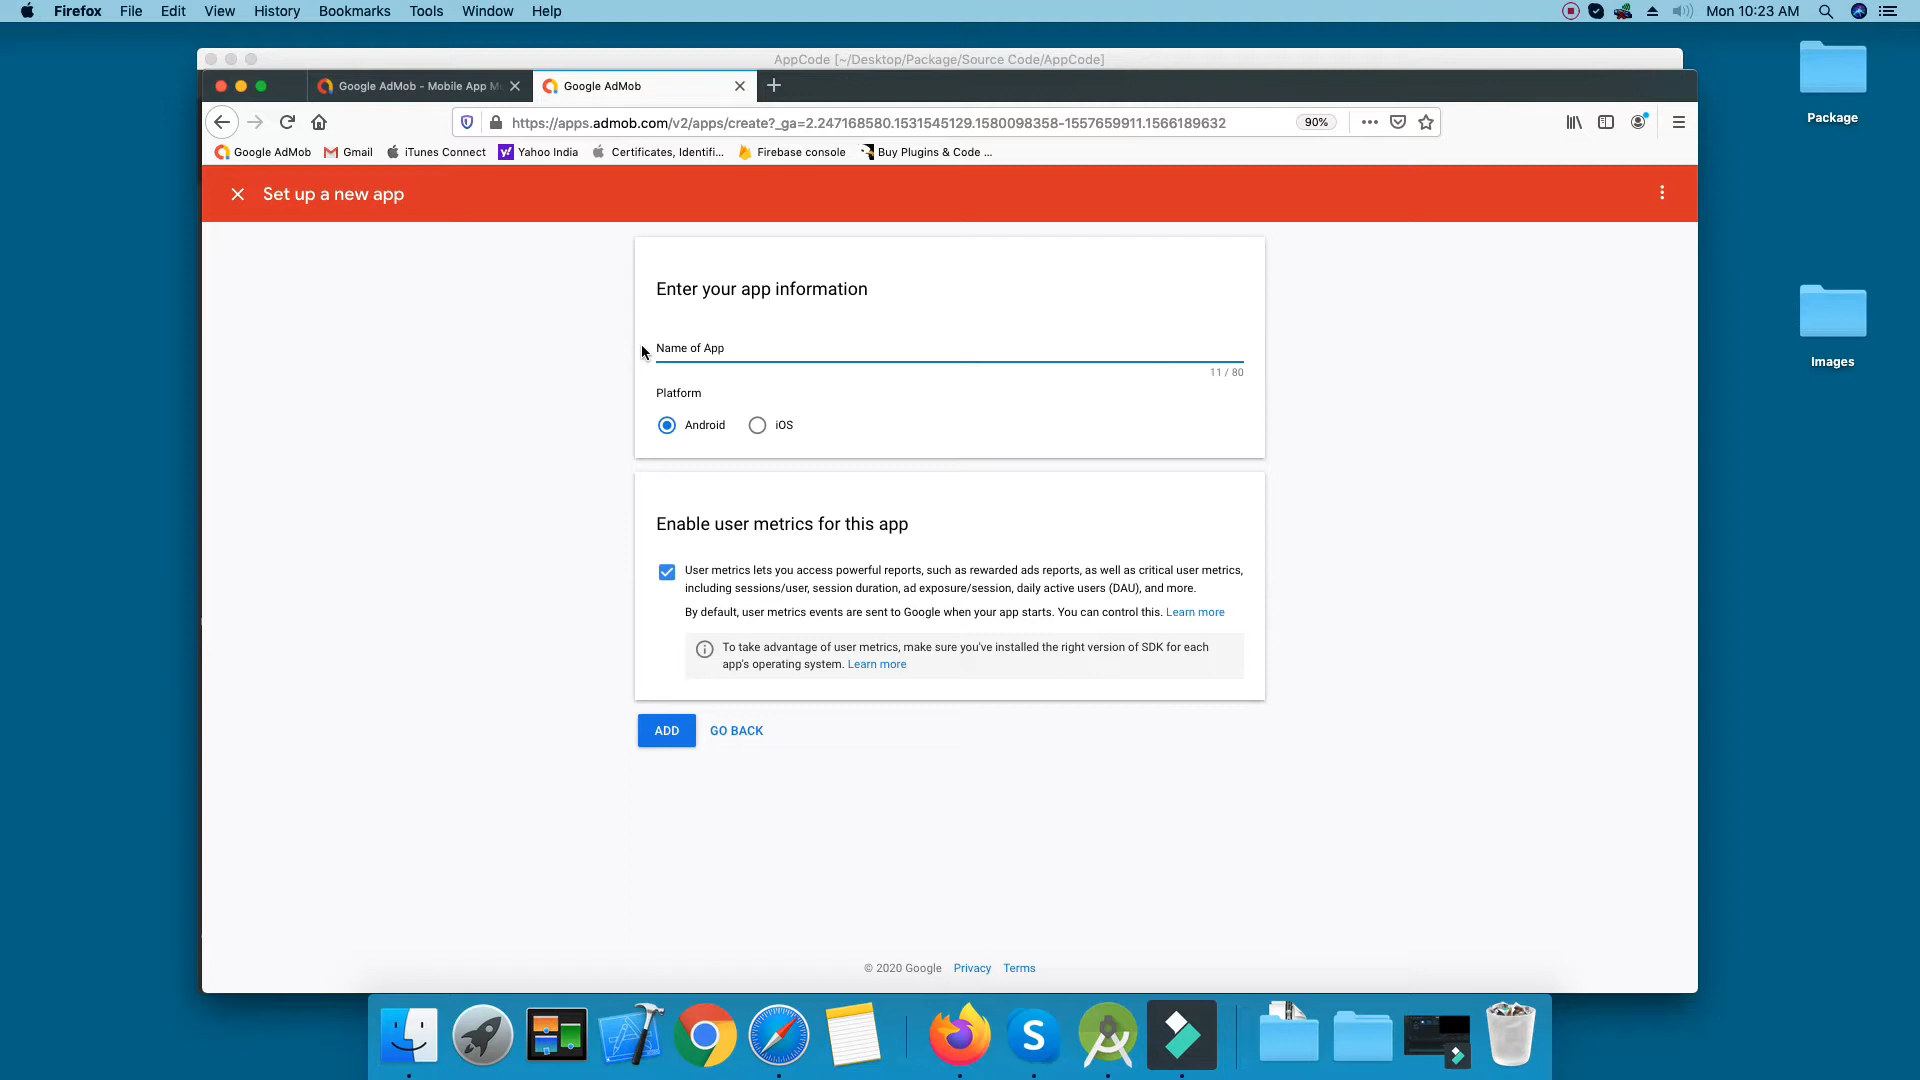 Firefox File Edit View History Bookmarks Tools Window Help
Mon 10:23 AM
AppCode [~/Desktop/Package/Source Code/AppCode]
Google AdMob - Mobile App Mo
Google AdMob
https://apps.admob.com/v2/apps/create?_ga=2.247168580.1531545129.1580098358-1557659911.1566189632
90%
Google AdMob Gmail iTunes Connect Yahoo India Certificates, Identifi... Firebase console Buy Plugins & Code ...
Package
Images
Set up a new app
Enter your app information
Name of App
11 / 80
Platform
Android iOS
Enable user metrics for this app
User metrics lets you access powerful reports, such as rewarded ads reports, as well as critical user metrics,
including sessions/user, session duration, ad exposure/session, daily active users (DAU), and more.
By default, user metrics events are sent to Google when your app starts. You can control this. Learn more
To take advantage of user metrics, make sure you've installed the right version of SDK for each
app's operating system. Learn more
ADD GO BACK
© 2020 Google Privacy Terms